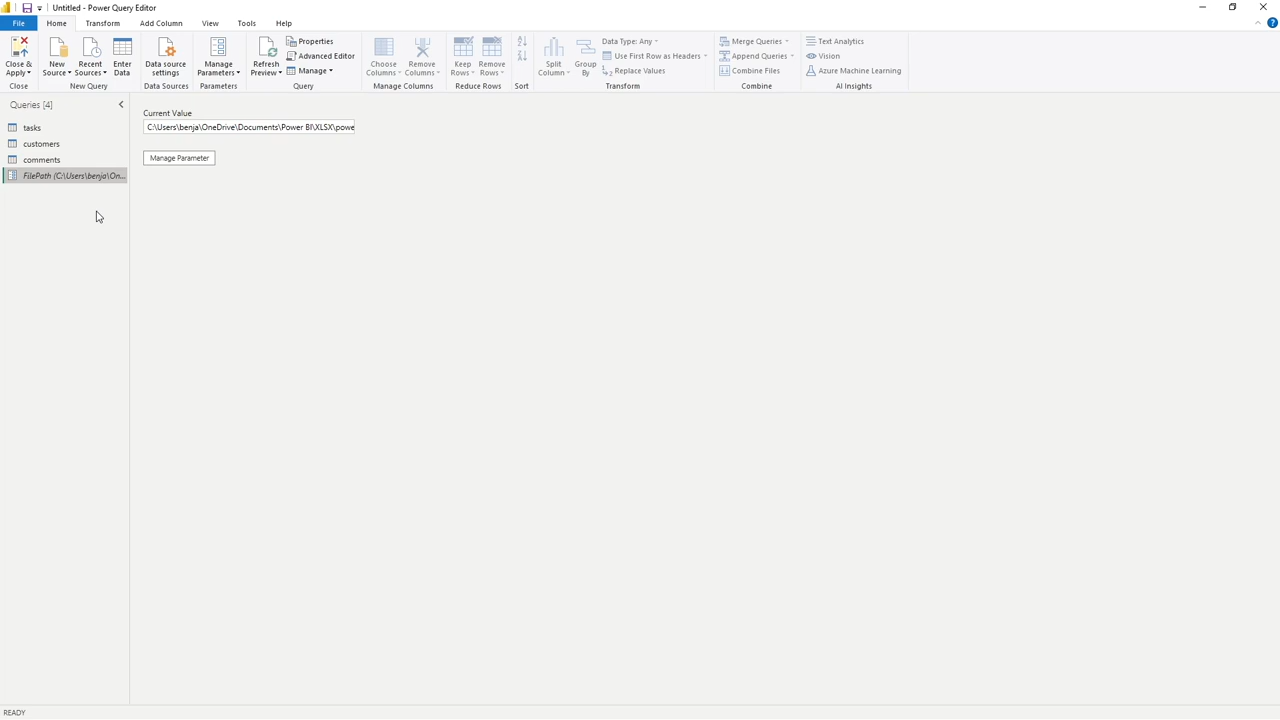 Untitled - Power Query Editor
File Home Transform Add Column View Tools Help
Close & Apply
New Source
Recent Sources
Enter Data
Data source settings
Manage Parameters
Refresh Preview
Properties
Advanced Editor
Manage
Choose Columns
Remove Columns
Keep Rows
Remove Rows
Split Column
Group By
Data Type: Any
Use First Row as Headers
Replace Values
Merge Queries
Append Queries
Combine Files
Text Analytics
Vision
Azure Machine Learning
Close New Query Data Sources Parameters Query Manage Columns Reduce Rows Sort Transform Combine AI Insights
Queries [4]
tasks
customers
comments
FilePath (C:\Users\benja\On...
Current Value
C:\Users\benja\OneDrive\Documents\Power BI\XLSX\powe
Manage Parameter
READY